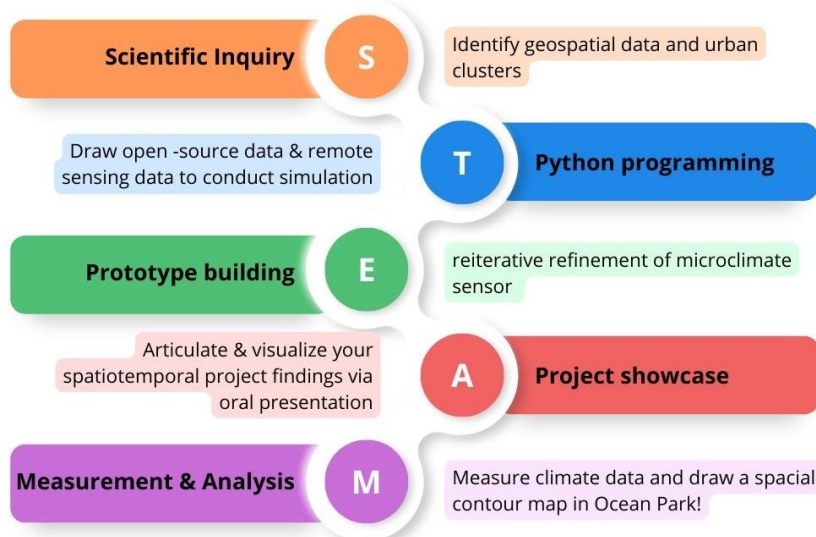 Scientific Inquiry
S
Identify geospatial data and urban
clusters
Draw open -source data & remote
sensing data to conduct simulation
T
Python programming
Prototype building
E
reiterative refinement of microclimate
sensor
Articulate & visualize your
spatiotemporal project findings via
oral presentation
A
Project showcase
Measurement & Analysis
M
Measure climate data and draw a spacial
contour map in Ocean Park!